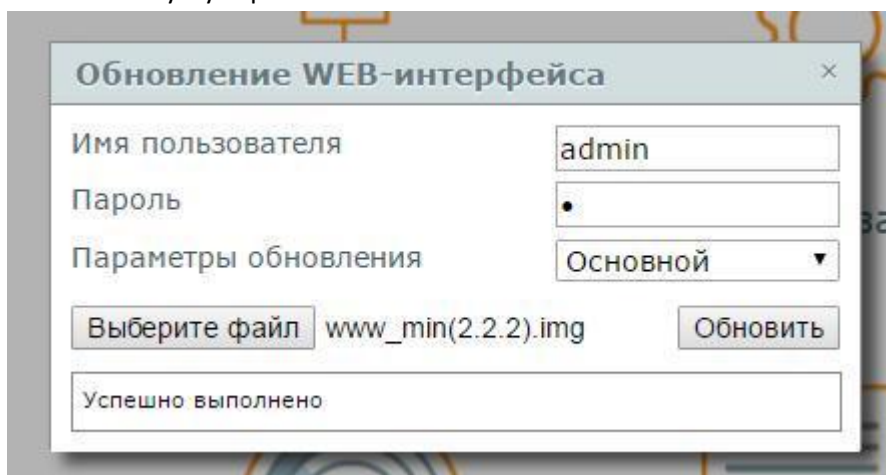 Обновление WEB-интерфейса ×
Имя пользователя admin
Пароль •
Параметры обновления Основной ▼
Выберите файл www_min(2.2.2).img Обновить
Успешно выполнено